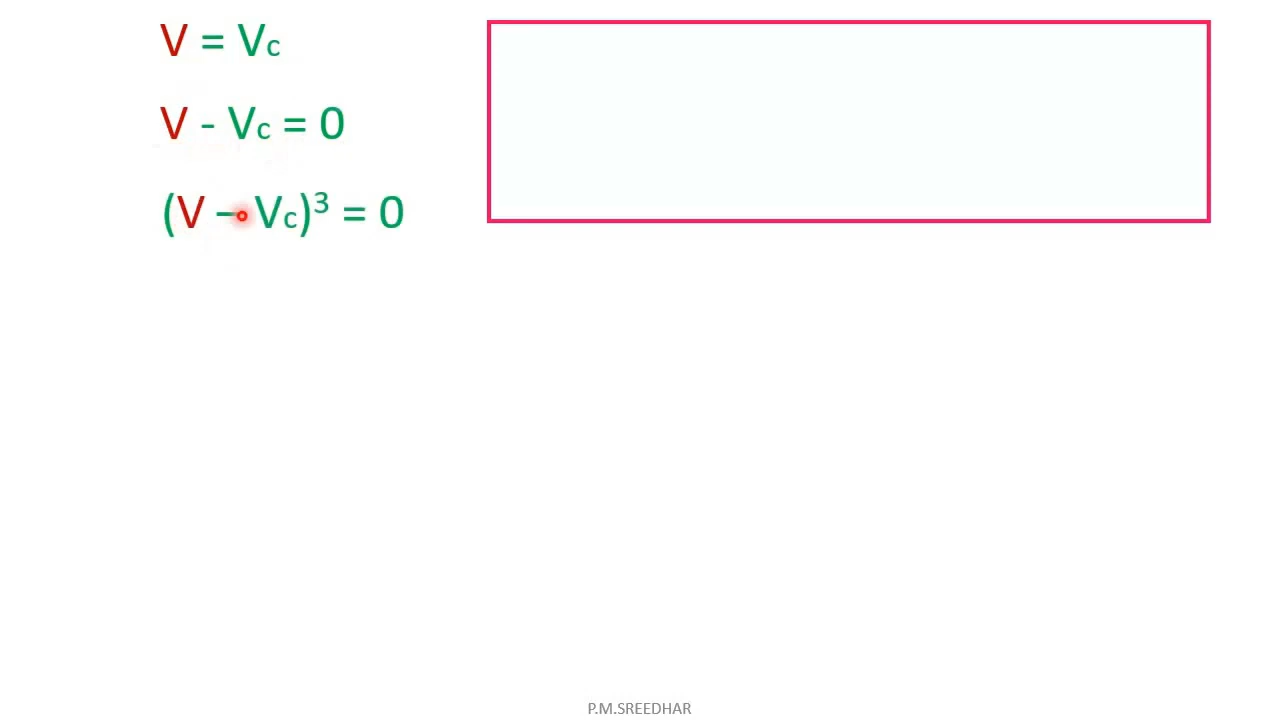 V = Vc
V - Vc = 0
(V – Vc)³ = 0
P.M.SREEDHAR